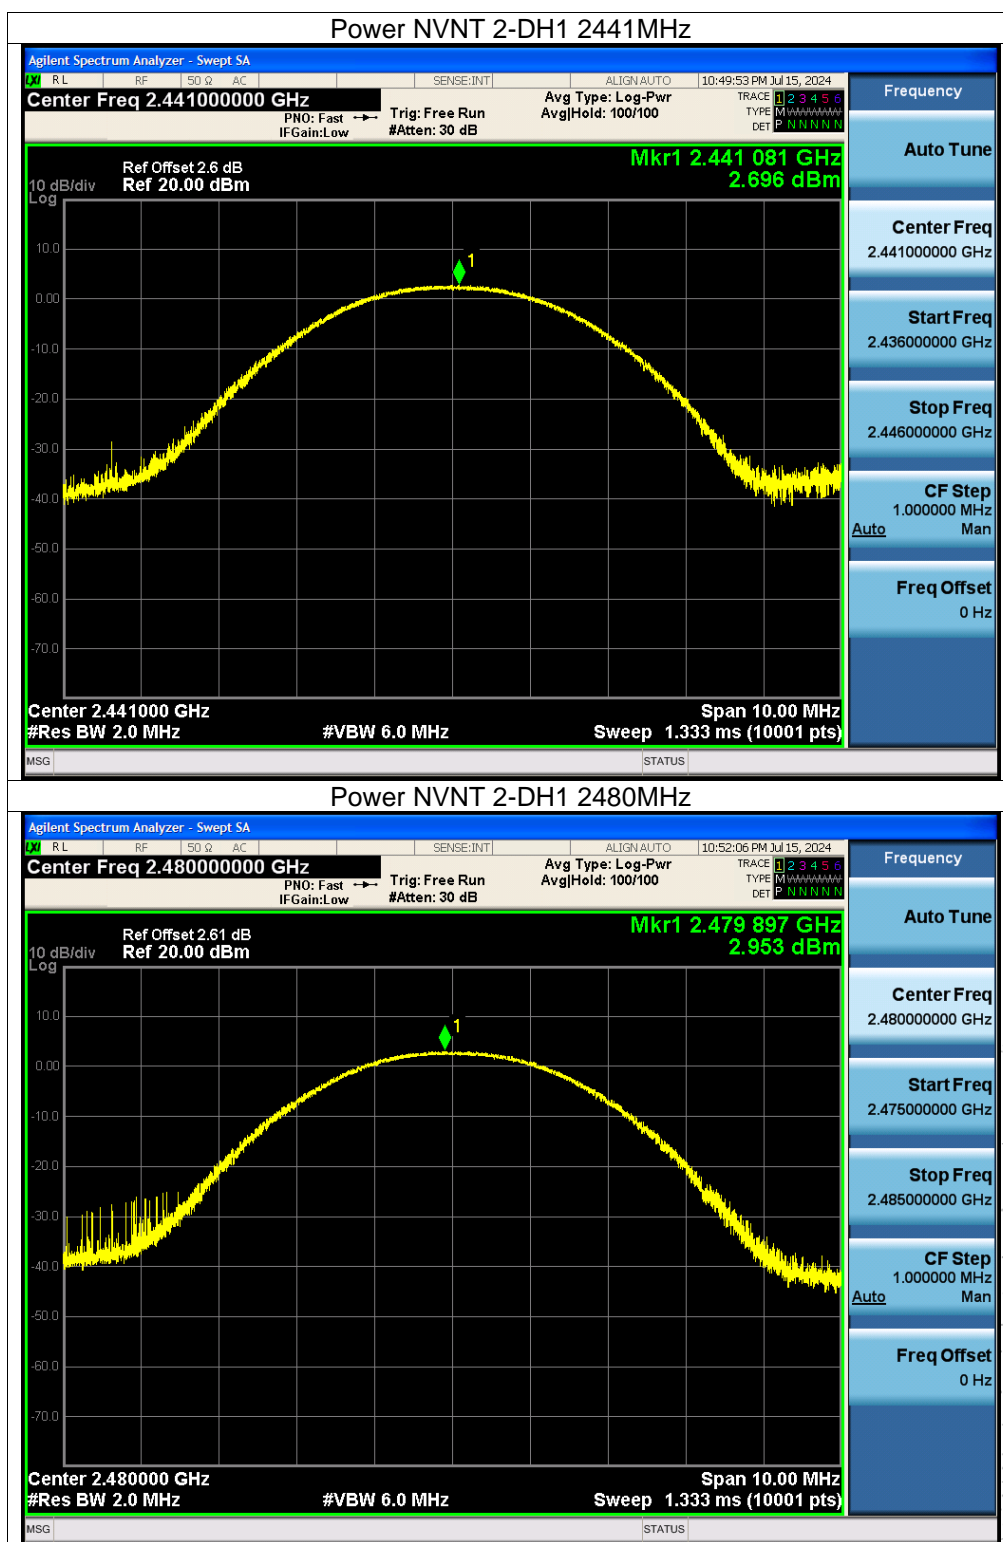 Power NVNT 2-DH1 2441MHz
Agilent Spectrum Analyzer - Swept SA
LXI RL RF 50 Ω AC SENSE:INT ALIGN AUTO 10:49:53 PM Jul 15, 2024
Center Freq 2.441000000 GHz
PNO: Fast
IFGain:Low
Trig: Free Run
#Atten: 30 dB
Avg Type: Log-Pwr
Avg|Hold: 100/100
TRACE 1 2 3 4 5 6
TYPE M
DET P N N N N N
Frequency
Auto Tune
Ref Offset 2.6 dB
10 dB/div Ref 20.00 dBm
Log
Mkr1 2.441 081 GHz
2.696 dBm
1
10.0
0.00
-10.0
-20.0
-30.0
-40.0
-50.0
-60.0
-70.0
Center Freq
2.441000000 GHz
Start Freq
2.436000000 GHz
Stop Freq
2.446000000 GHz
CF Step
1.000000 MHz
Auto Man
Freq Offset
0 Hz
Center 2.441000 GHz Span 10.00 MHz
#Res BW 2.0 MHz #VBW 6.0 MHz Sweep 1.333 ms (10001 pts)
MSG STATUS
Power NVNT 2-DH1 2480MHz
Agilent Spectrum Analyzer - Swept SA
LXI RL RF 50 Ω AC SENSE:INT ALIGN AUTO 10:52:06 PM Jul 15, 2024
Center Freq 2.480000000 GHz
PNO: Fast
IFGain:Low
Trig: Free Run
#Atten: 30 dB
Avg Type: Log-Pwr
Avg|Hold: 100/100
TRACE 1 2 3 4 5 6
TYPE M
DET P N N N N N
Frequency
Auto Tune
Ref Offset 2.61 dB
10 dB/div Ref 20.00 dBm
Log
Mkr1 2.479 897 GHz
2.953 dBm
1
10.0
0.00
-10.0
-20.0
-30.0
-40.0
-50.0
-60.0
-70.0
Center Freq
2.480000000 GHz
Start Freq
2.475000000 GHz
Stop Freq
2.485000000 GHz
CF Step
1.000000 MHz
Auto Man
Freq Offset
0 Hz
Center 2.480000 GHz Span 10.00 MHz
#Res BW 2.0 MHz #VBW 6.0 MHz Sweep 1.333 ms (10001 pts)
MSG STATUS